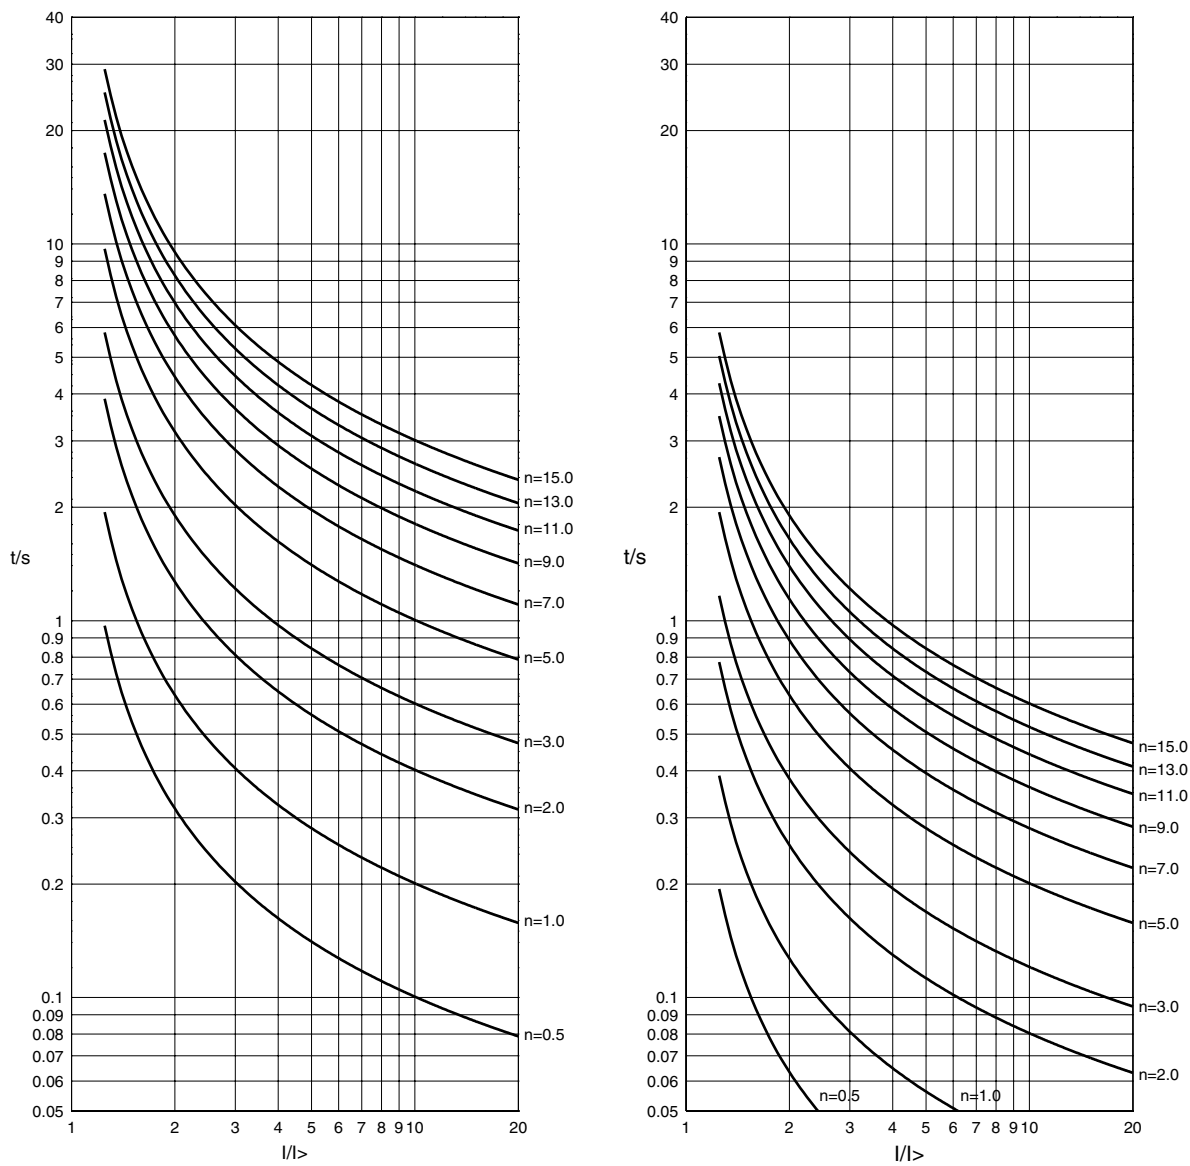 40
30
20
10
9
8
7
6
5
4
3
2
t/s
1
0.9
0.8
0.7
0.6
0.5
0.4
0.3
0.2
0.1
0.09
0.08
0.07
0.06
0.05
n=15.0
n=13.0
n=11.0
n=9.0
n=7.0
n=5.0
n=3.0
n=2.0
n=1.0
n=0.5
1 2 3 4 5 6 7 8 9 10 20
I/I>
40
30
20
10
9
8
7
6
5
4
3
2
t/s
1
0.9
0.8
0.7
0.6
0.5
0.4
0.3
0.2
0.1
0.09
0.08
0.07
0.06
0.05
n=15.0
n=13.0
n=11.0
n=9.0
n=7.0
n=5.0
n=3.0
n=2.0
n=0.5 n=1.0
1 2 3 4 5 6 7 8 9 10 20
I/I>